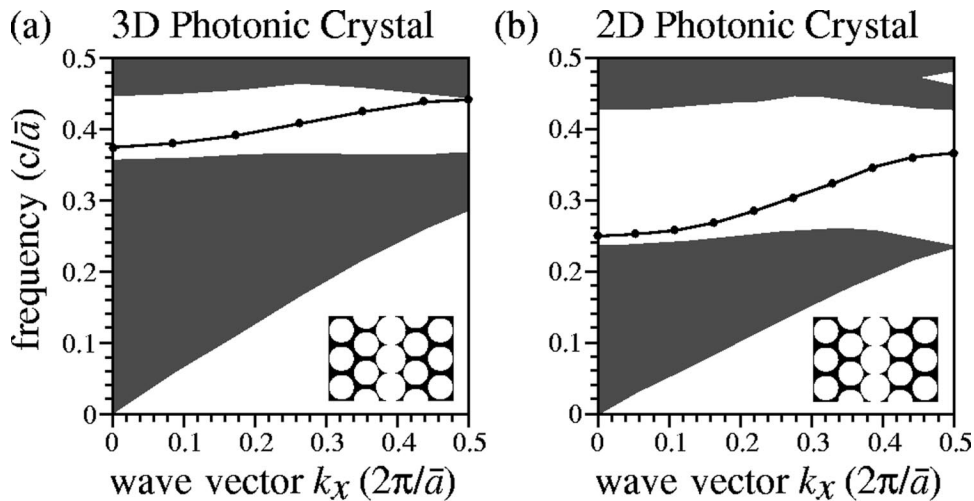 (a) 3D Photonic Crystal
0.5
0.4
0.3
0.2
0.1
0
0 0.1 0.2 0.3 0.4 0.5
frequency (c/ā)
wave vector kₓ (2π/ā)
(b) 2D Photonic Crystal
0.5
0.4
0.3
0.2
0.1
0
0 0.1 0.2 0.3 0.4 0.5
wave vector kₓ (2π/ā)